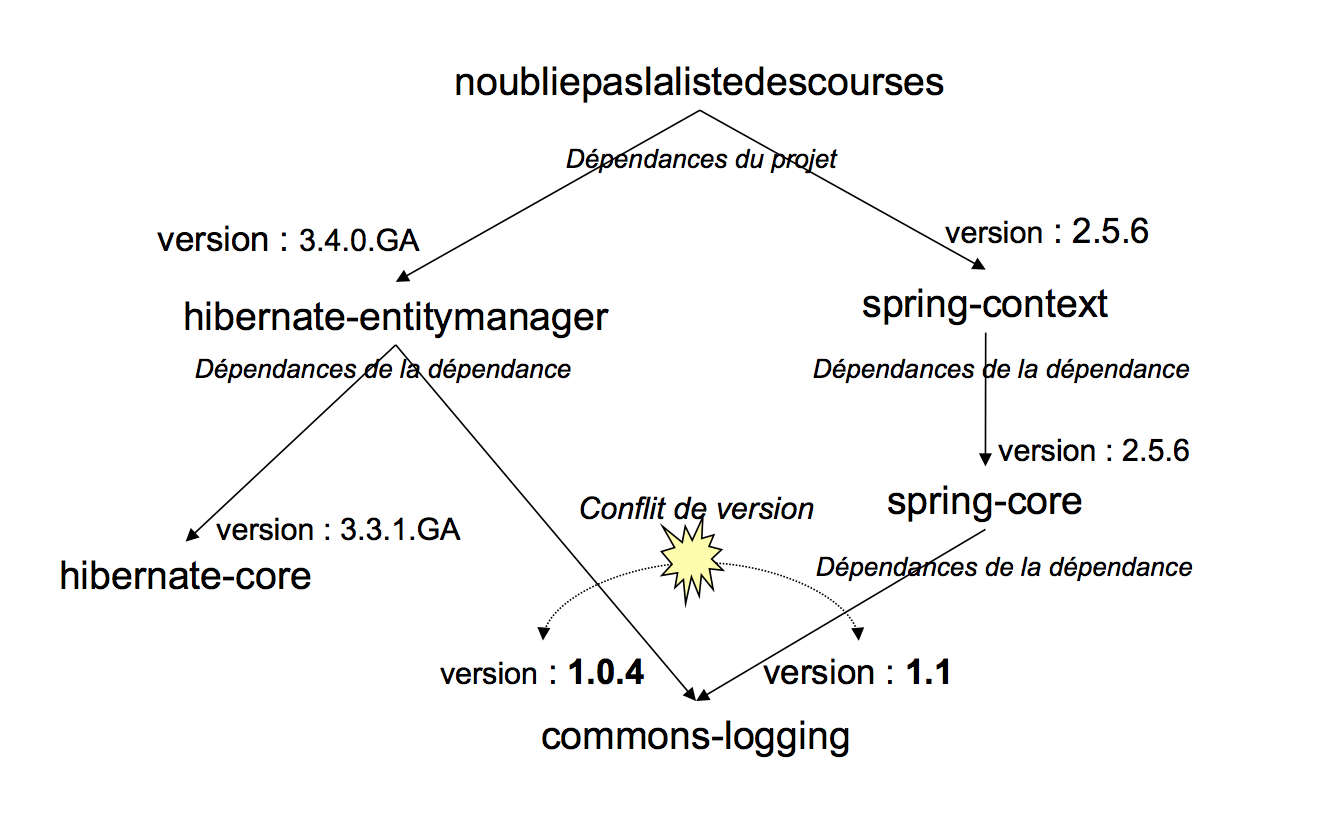 noubliepaslalistedescourses
Dépendances du projet
version : 3.4.0.GA
version : 2.5.6
hibernate-entitymanager
spring-context
Dépendances de la dépendance
Dépendances de la dépendance
version : 2.5.6
spring-core
Conflit de version
version : 3.3.1.GA
hibernate-core
Dépendances de la dépendance
version : 1.0.4
version : 1.1
commons-logging